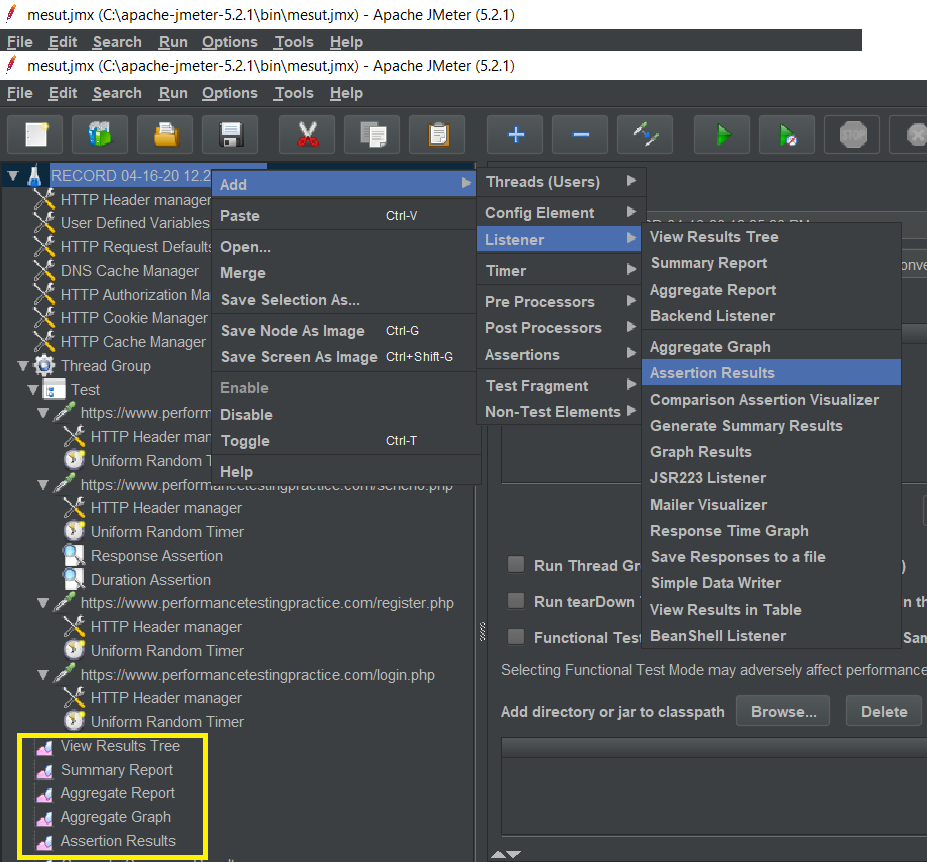 mesut.jmx (C:\apache-jmeter-5.2.1\bin\mesut.jmx) - Apache JMeter (5.2.1)
File Edit Search Run Options Tools Help
mesut.jmx (C:\apache-jmeter-5.2.1\bin\mesut.jmx) - Apache JMeter (5.2.1)
File Edit Search Run Options Tools Help
STOP
RECORD 04-16-20 12.2
HTTP Header manager
User Defined Variables
HTTP Request Defaults
DNS Cache Manager
HTTP Authorization Ma
HTTP Cookie Manager
HTTP Cache Manager
Thread Group
Test
https://www.perform
HTTP Header mar
Uniform Random T
HTTP Header manager
Uniform Random Timer
Response Assertion
Duration Assertion
https://www.performancetestingpractice.com/register.php
HTTP Header manager
Uniform Random Timer
https://www.performancetestingpractice.com/login.php
HTTP Header manager
Uniform Random Timer
View Results Tree
Summary Report
Aggregate Report
Aggregate Graph
Assertion Results
Add
Paste Ctrl-V
Open...
Merge
Save Selection As...
Save Node As Image Ctrl-G
Save Screen As Image Ctrl+Shift-G
Enable
Disable
Toggle Ctrl-T
Help
Threads (Users)
Config Element
Listener
Timer
Pre Processors
Post Processors
Assertions
Test Fragment
Non-Test Elements
View Results Tree
Summary Report
Aggregate Report
Backend Listener
Aggregate Graph
Assertion Results
Comparison Assertion Visualizer
Generate Summary Results
Graph Results
JSR223 Listener
Mailer Visualizer
Response Time Graph
Save Responses to a file
Simple Data Writer
View Results in Table
BeanShell Listener
onve
Run Thread Gr )
Run tearDown n th
Functional Test Sam
Selecting Functional Test Mode may adversely affect performance
Add directory or jar to classpath Browse... Delete